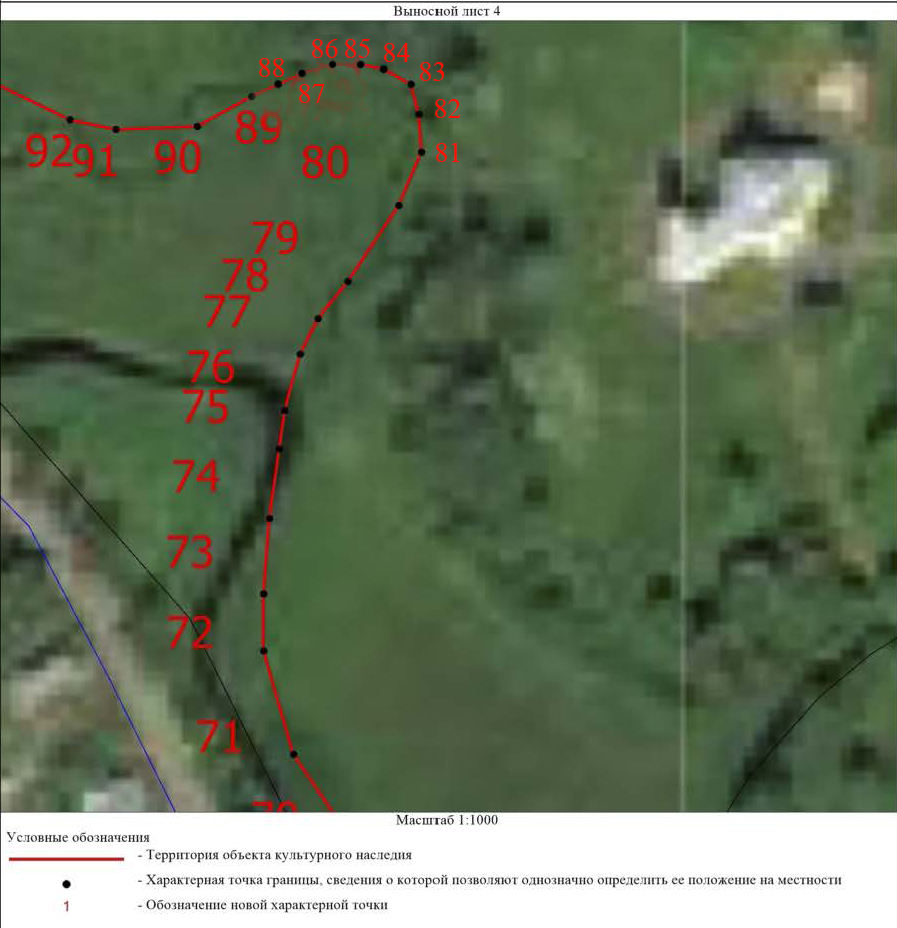 Выносной лист 4
86 85 84
88 83
87
82
89
92 91 90 80 81
79
78
77
76
75
74
73
72
71
70
Масштаб 1:1000
Условные обозначения
- Территория объекта культурного наследия
- Характерная точка границы, сведения о которой позволяют однозначно определить ее положение на местности
1 - Обозначение новой характерной точки